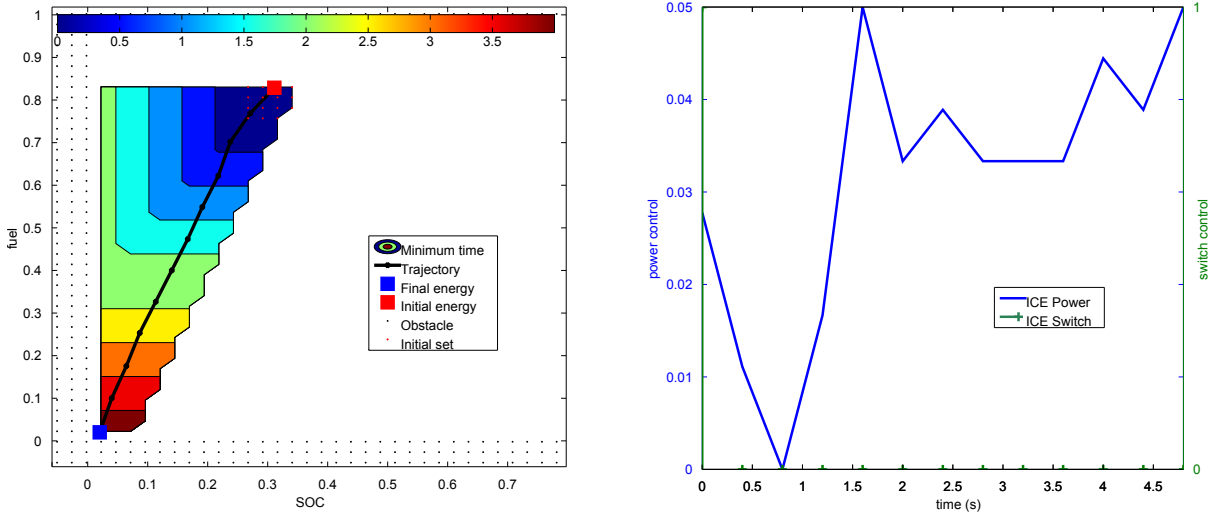 1
0.9
0.8
0.7
0.6
0.5
0.4
0.3
0.2
0.1
0
fuel
0 0.5 1 1.5 2 2.5 3 3.5
Minimum time
Trajectory
Final energy
Initial energy
Obstacle
Initial set
0 0.1 0.2 0.3 0.4 0.5 0.6 0.7
SOC
0.05
0.04
0.03
0.02
0.01
0
power control
ICE Power
ICE Switch
1
0
switch control
0 0.5 1 1.5 2 2.5 3 3.5 4 4.5
time (s)